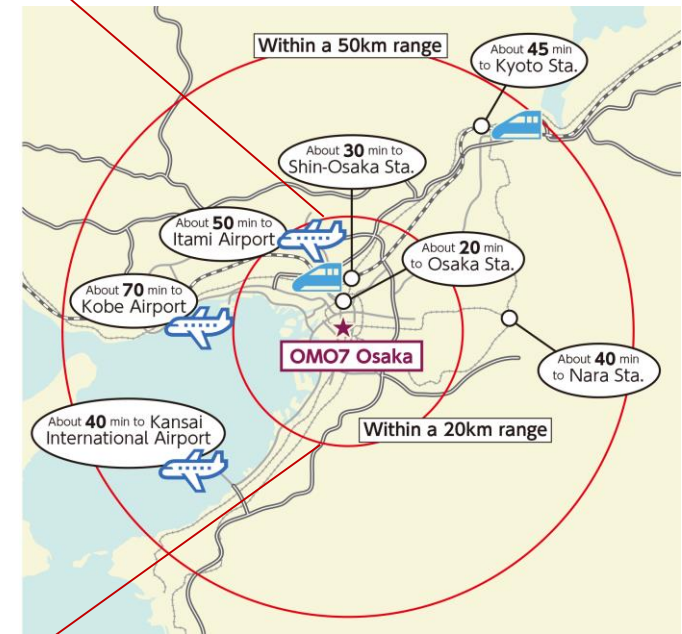 Within a 50km range
About 45 min
to Kyoto Sta.
About 30 min to
Shin-Osaka Sta.
About 50 min to
Itami Airport
About 20 min
to Osaka Sta.
About 70 min to
Kobe Airport
OMO7 Osaka
About 40 min
to Nara Sta.
About 40 min to Kansai
International Airport
Within a 20km range